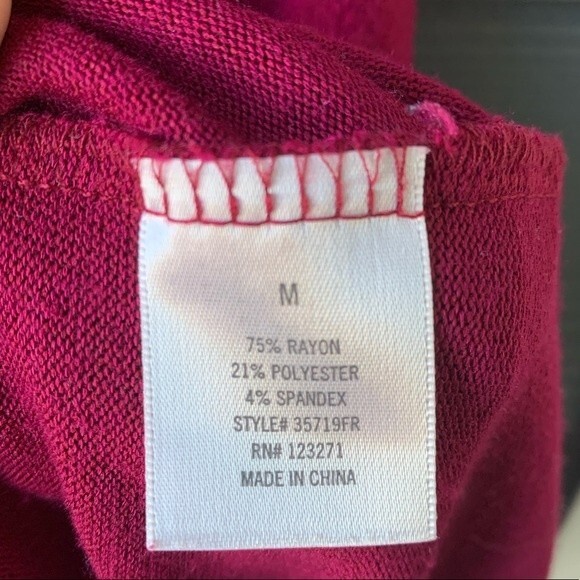 M
75% RAYON
21% POLYESTER
4% SPANDEX
STYLE# 35719FR
RN# 123271
MADE IN CHINA